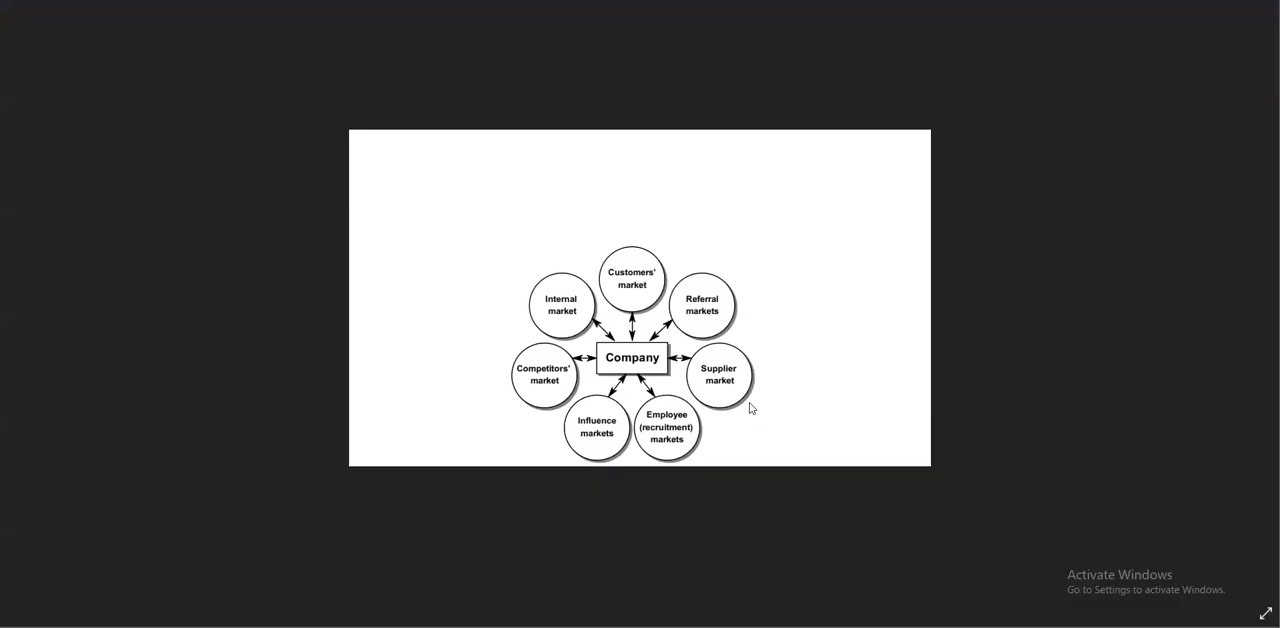 Customers'
market
Internal
market
Referral
markets
Company
Competitors'
market
Supplier
market
Influence
markets
Employee
(recruitment)
markets
Activate Windows
Go to Settings to activate Windows.